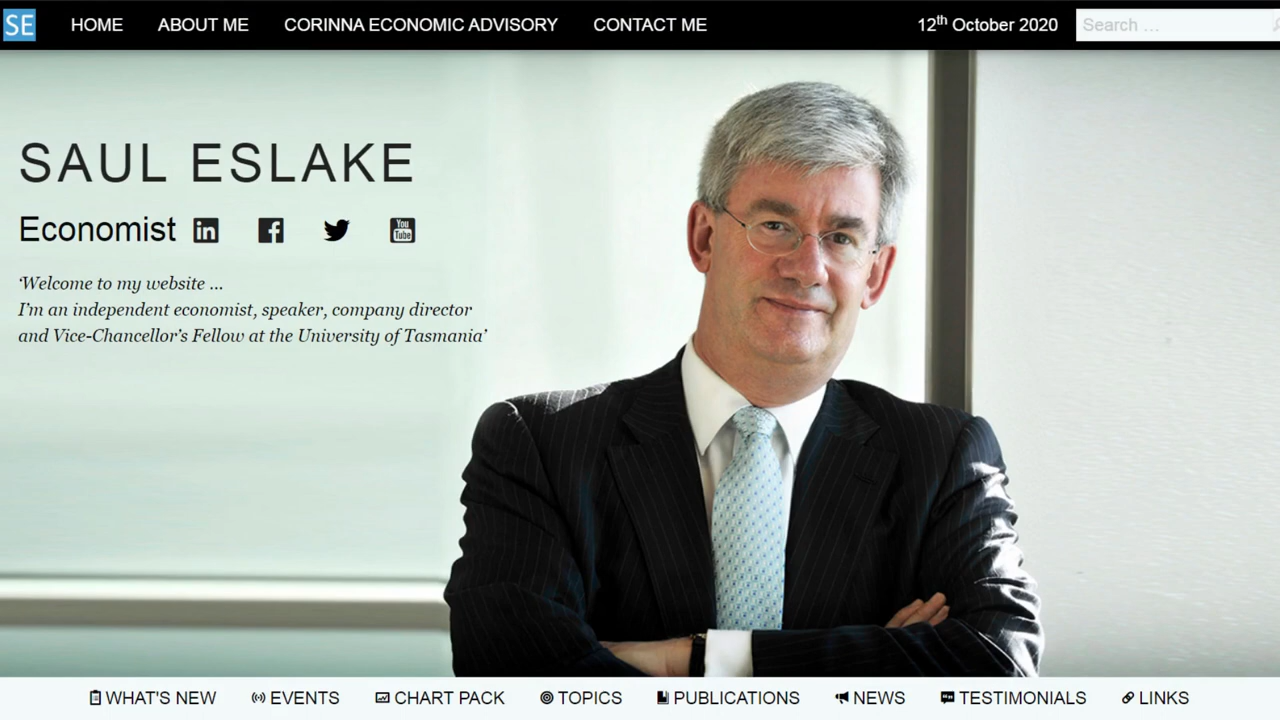 SE HOME ABOUT ME CORINNA ECONOMIC ADVISORY CONTACT ME 12th October 2020 Search ...
SAUL ESLAKE
Economist in f You Tube
‘Welcome to my website ...
I’m an independent economist, speaker, company director
and Vice-Chancellor’s Fellow at the University of Tasmania’
WHAT'S NEW EVENTS CHART PACK TOPICS PUBLICATIONS NEWS TESTIMONIALS LINKS